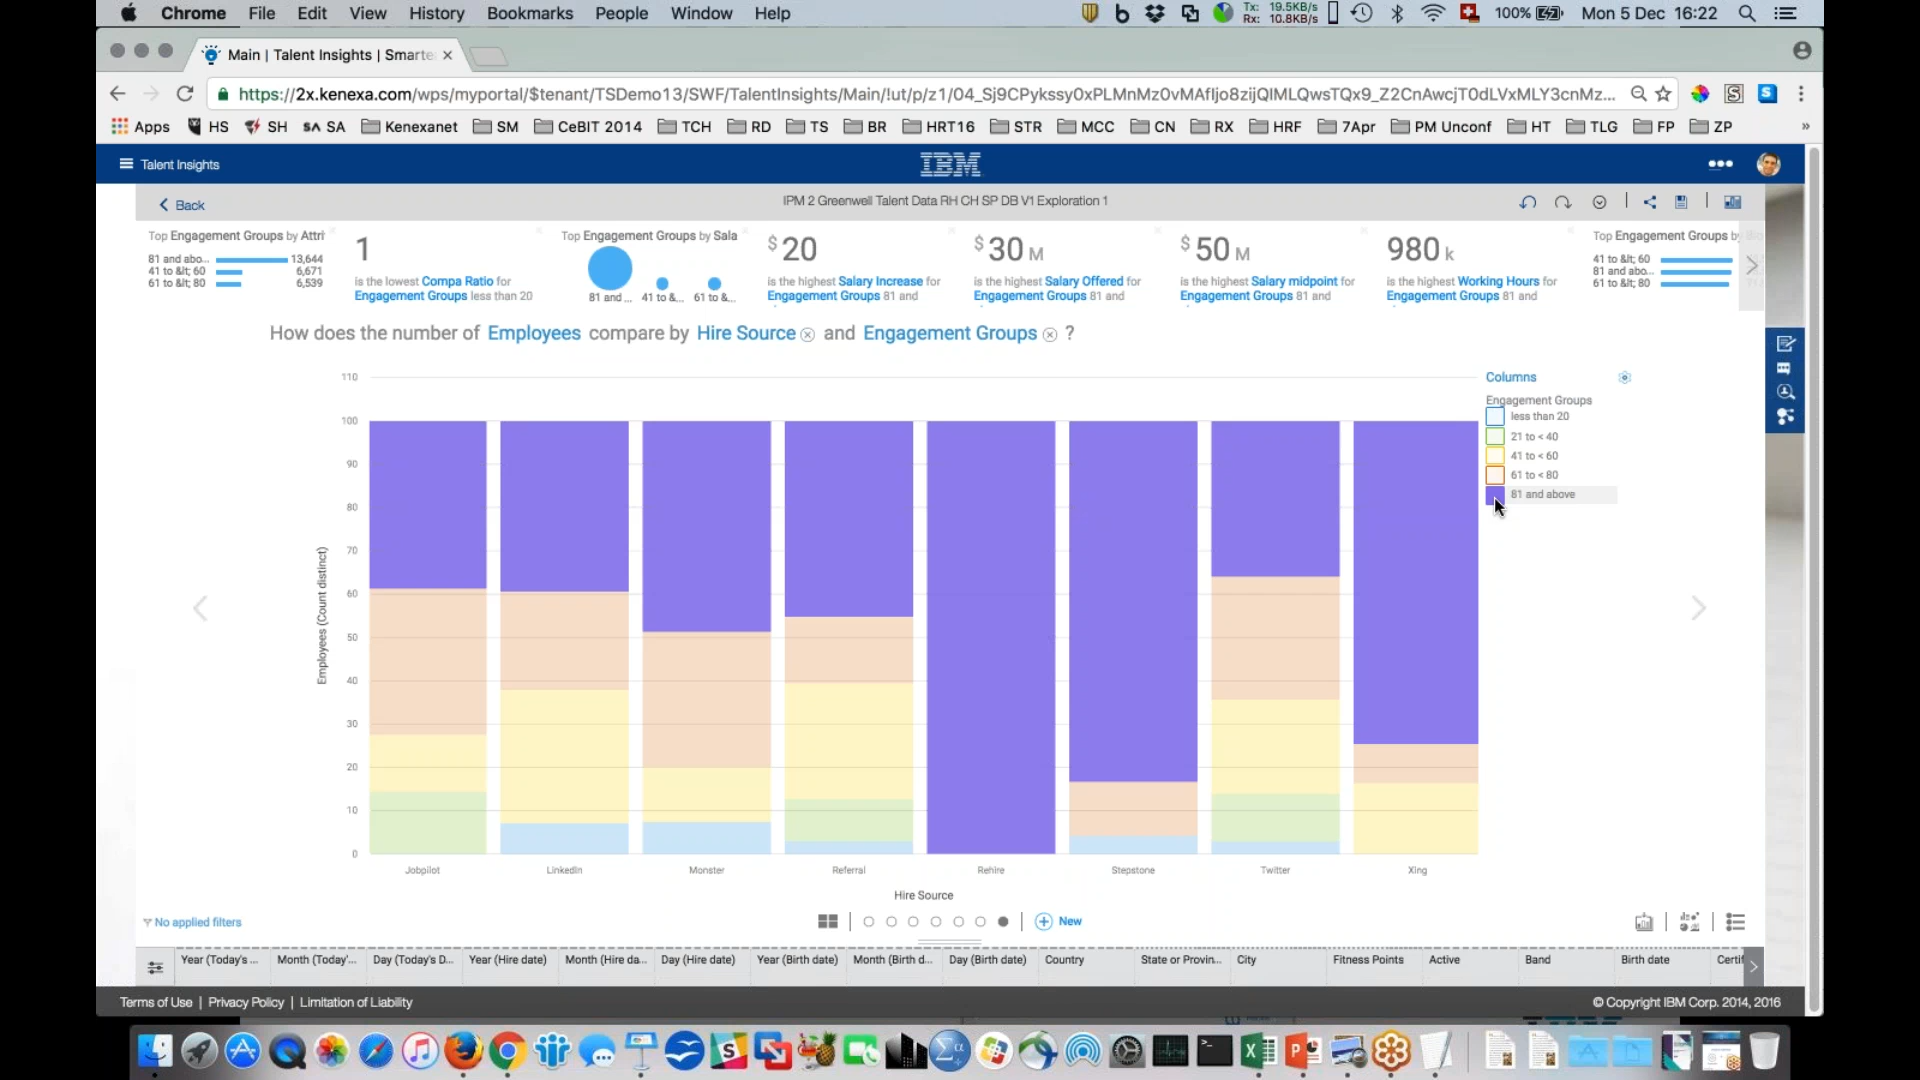 Chrome File Edit View History Bookmarks People Window Help
Tx: 19.5KB/s
Rx: 10.8KB/s
100% Mon 5 Dec 16:22
Main | Talent Insights | Smarte
https://2x.kenexa.com/wps/myportal/$tenant/TSDemo13/SWF/TalentInsights/Main/!ut/p/z1/04_Sj9CPykssy0xPLMnMz0vMAfIjo8zijQIMLQwsTQx9_Z2CnAwcjT0dLVxMLY3cnMz...
Apps HS SH SA Kenexanet SM CeBIT 2014 TCH RD TS BR HRT16 STR MCC CN RX HRF 7Apr PM Unconf HT TLG FP ZP »
Talent Insights IBM
Back IPM 2 Greenwell Talent Data RH CH SP DB V1 Exploration 1
Top Engagement Groups by Attri
81 and abo... 13,644
41 to &lt; 60 6,671
61 to &lt; 80 6,539
1
is the lowest Compa Ratio for
Engagement Groups less than 20
Top Engagement Groups by Sala
81 and ... 41 to &... 61 to &...
$ 20
is the highest Salary Increase for
Engagement Groups 81 and
$ 30 M
is the highest Salary Offered for
Engagement Groups 81 and
$ 50 M
is the highest Salary midpoint for
Engagement Groups 81 and
980 k
is the highest Working Hours for
Engagement Groups 81 and
Top Engagement Groups by
41 to &lt; 60
81 and abo...
61 to &lt; 80
How does the number of Employees compare by Hire Source and Engagement Groups ?
Columns
Engagement Groups
less than 20
21 to < 40
41 to < 60
61 to < 80
81 and above
110
100
90
80
70
60
50
40
30
20
10
0
Employees (Count distinct)
Jobpilot LinkedIn Monster Referral Rehire Stepstone Twitter Xing
Hire Source
No applied filters New
Year (Today's ... Month (Today'... Day (Today's D... Year (Hire date) Month (Hire da... Day (Hire date) Year (Birth date) Month (Birth d... Day (Birth date) Country State or Provin... City Fitness Points Active Band Birth date Certif
Terms of Use | Privacy Policy | Limitation of Liability © Copyright IBM Corp. 2014, 2016